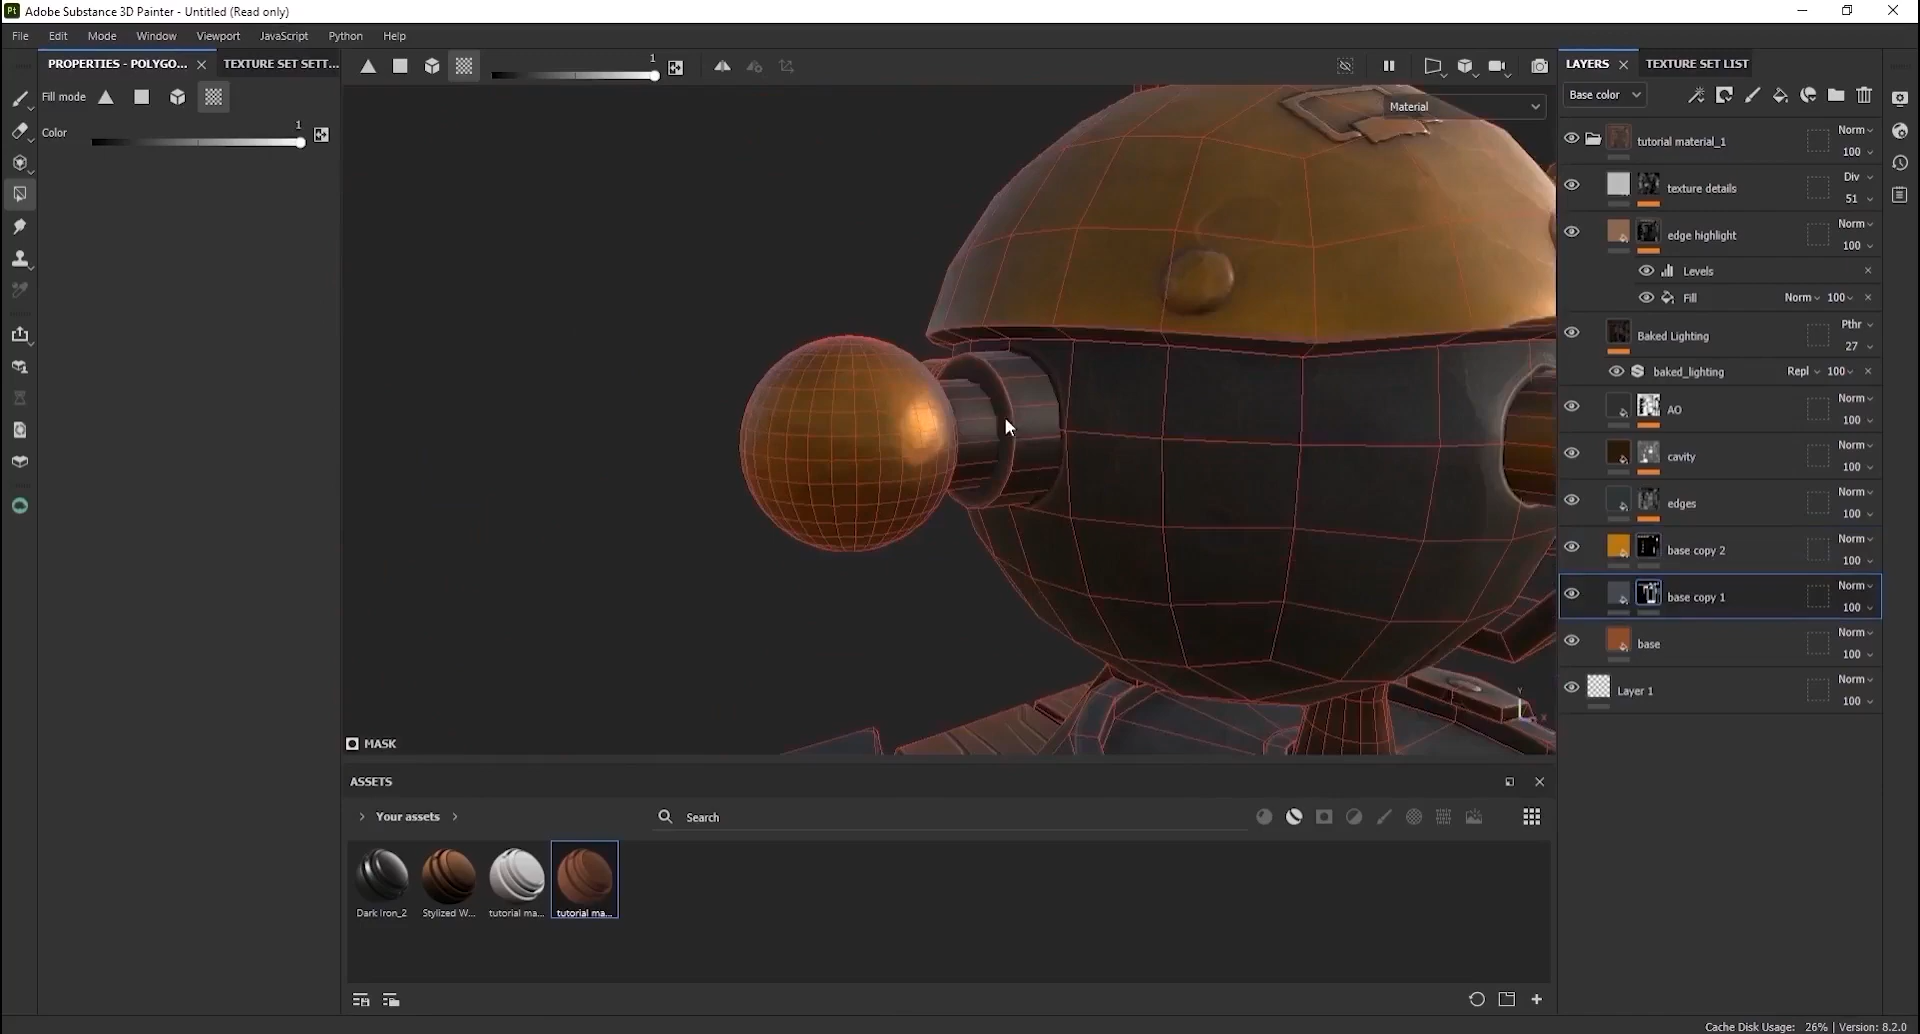 Pt Adobe Substance 3D Painter - Untitled (Read only)
File Edit Mode Window Viewport JavaScript Python Help
PROPERTIES - POLYGO... TEXTURE SET SETT...
1
LAYERS TEXTURE SET LIST
Fill mode
Base color
Material
Color 1
tutorial material_1 Norm 100
texture details Div 51
edge highlight Norm 100
Levels
Fill Norm 100
Baked Lighting Pthr 27
baked_lighting Repl 100
AO Norm 100
cavity Norm 100
edges Norm 100
base copy 2 Norm 100
base copy 1 Norm 100
base Norm 100
Layer 1 Norm 100
Y
X
MASK
ASSETS
Your assets
Search
Dark Iron_2 Stylized W... tutorial ma... tutorial ma...
Cache Disk Usage: 26% | Version: 8.2.0